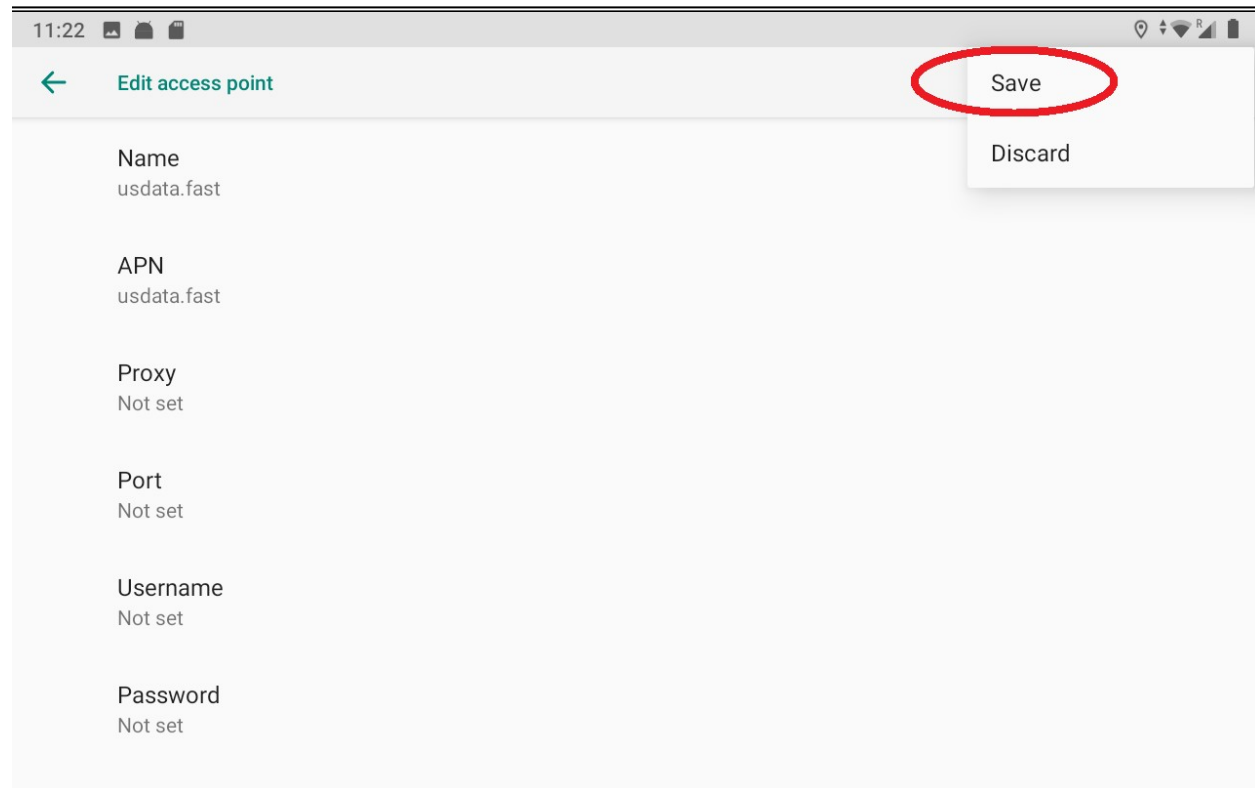 11:22
R
Edit access point
Save
Discard
Name
usdata.fast
APN
usdata.fast
Proxy
Not set
Port
Not set
Username
Not set
Password
Not set